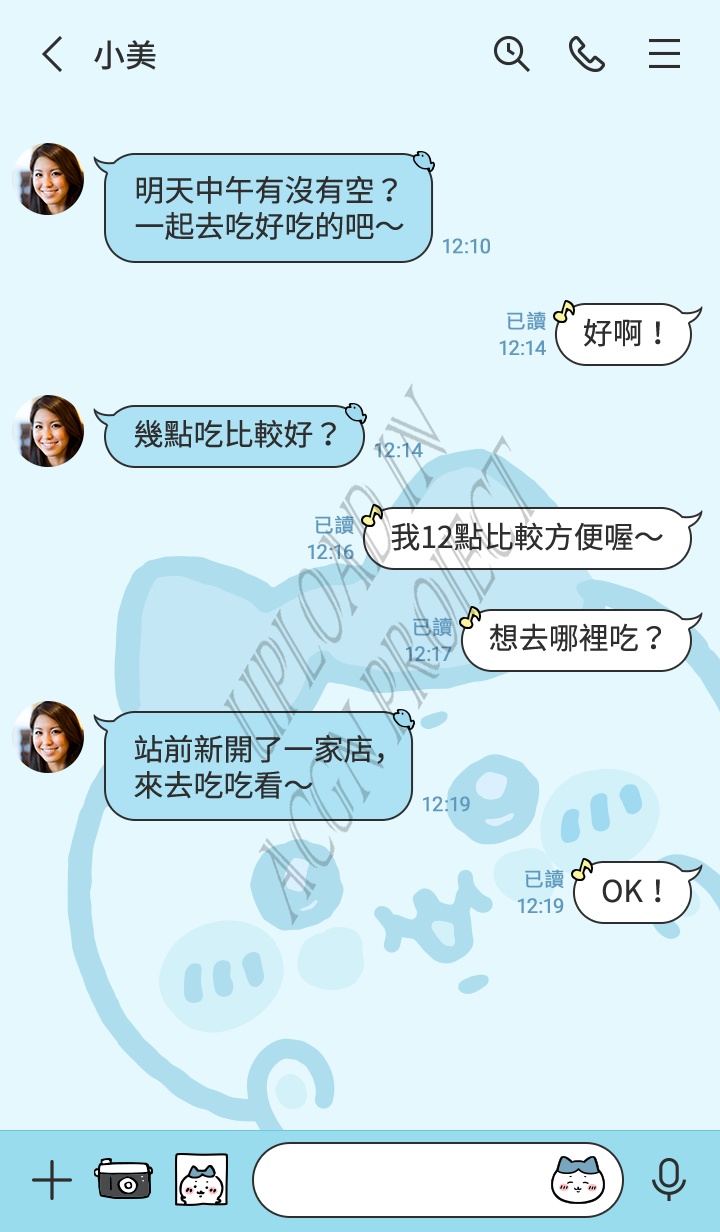 小美
明天中午有沒有空？
一起去吃好吃的吧～
12:10
已讀
12:14
好啊！
幾點吃比較好？
12:14
已讀
12:16
我12點比較方便喔～
已讀
12:17
想去哪裡吃？
站前新開了一家店，
來去吃吃看～
12:19
已讀
12:19
OK！
UPLOAD IN
ACGN PROJECT